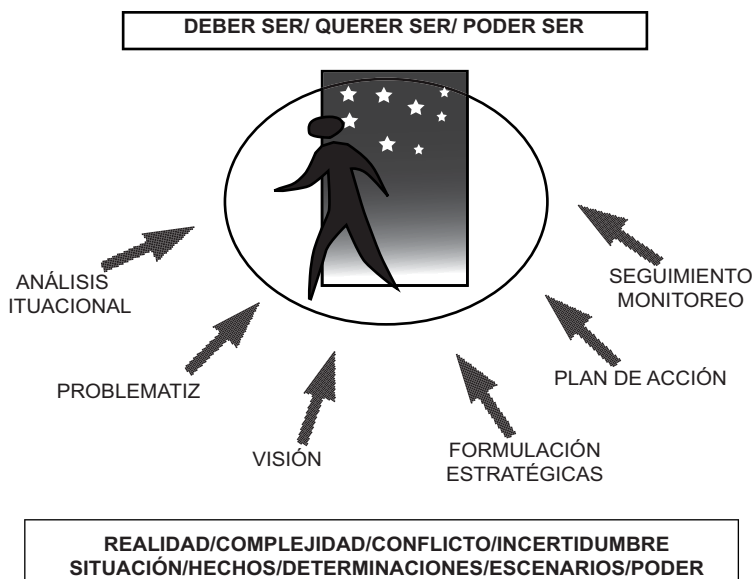 DEBER SER/ QUERER SER/ PODER SER
ANÁLISIS
ITUACIONAL
PROBLEMATIZ
VISIÓN
FORMULACIÓN
ESTRATÉGICAS
PLAN DE ACCIÓN
SEGUIMIENTO
MONITOREO
REALIDAD/COMPLEJIDAD/CONFLICTO/INCERTIDUMBRE
SITUACIÓN/HECHOS/DETERMINACIONES/ESCENARIOS/PODER